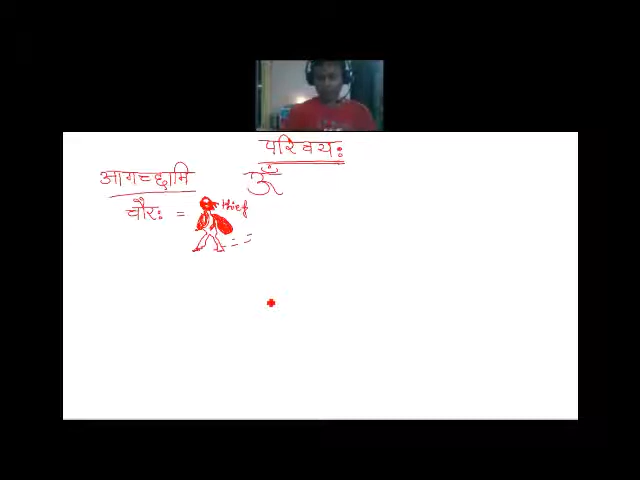 परिचयः
आगच्छामि ॐ
चौरः = thief